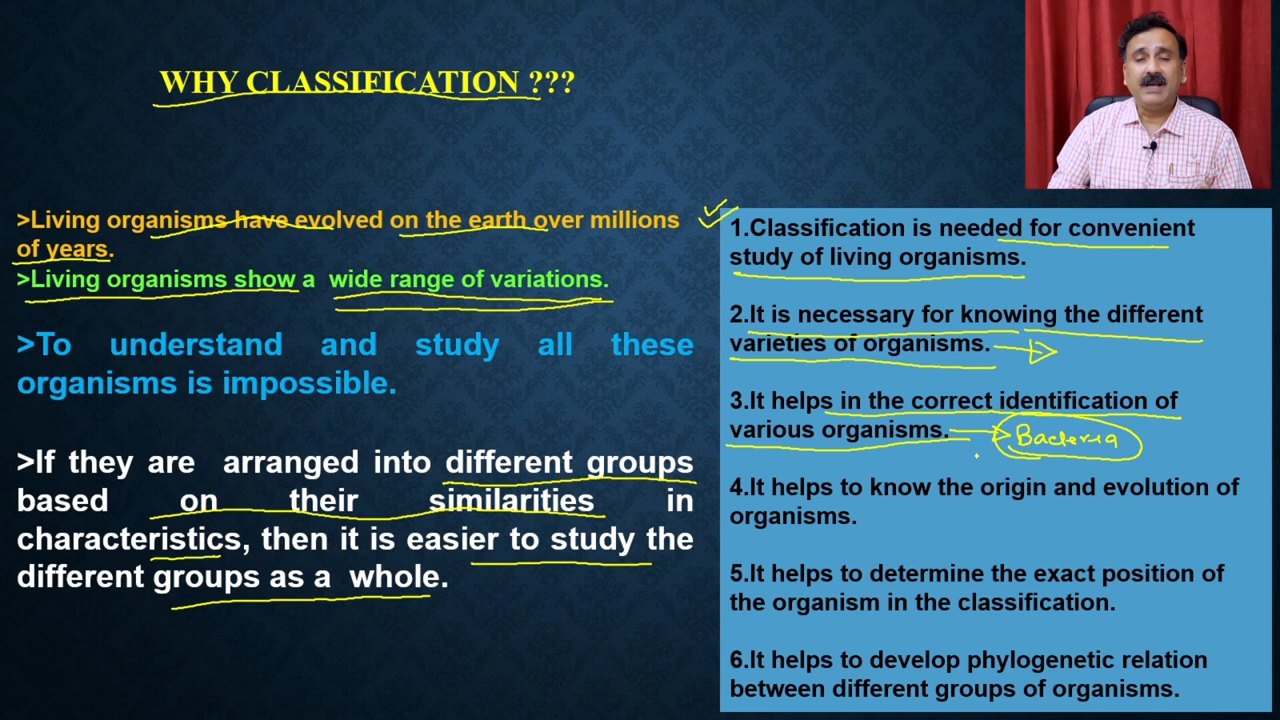 WHY CLASSIFICATION ???
>Living organisms have evolved on the earth over millions
of years.
>Living organisms show a wide range of variations.
>To understand and study all these
organisms is impossible.
>If they are arranged into different groups
based on their similarities in
characteristics, then it is easier to study the
different groups as a whole.
1.Classification is needed for convenient
study of living organisms.
2.It is necessary for knowing the different
varieties of organisms.
3.It helps in the correct identification of
various organisms.
Bacteria
4.It helps to know the origin and evolution of
organisms.
5.It helps to determine the exact position of
the organism in the classification.
6.It helps to develop phylogenetic relation
between different groups of organisms.